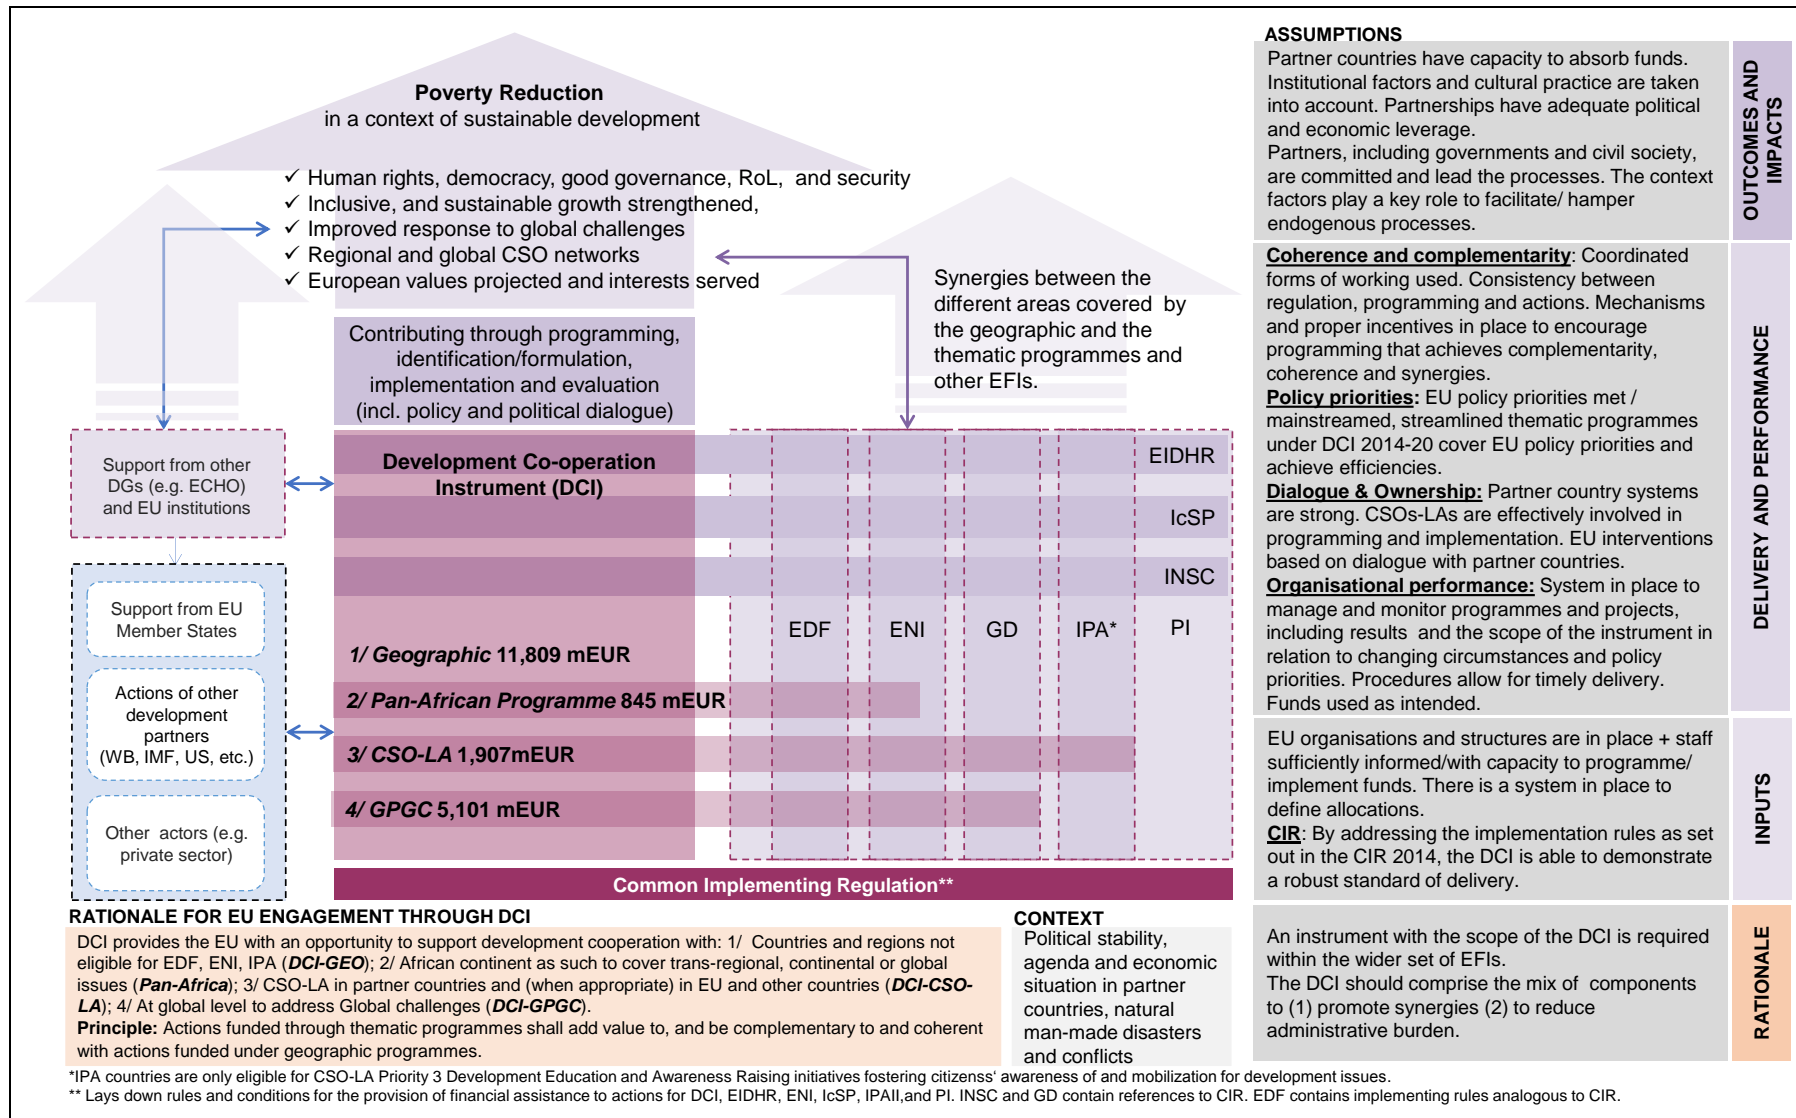 Poverty Reduction
in a context of sustainable development
✓ Human rights, democracy, good governance, RoL,  and security
✓ Inclusive, and sustainable growth strengthened,
✓ Improved response to global challenges
✓ Regional and global CSO networks
✓ European values projected and interests served
Synergies between the
different areas covered  by
the geographic and the
thematic programmes and
other EFIs.
Contributing through programming,
identification/formulation,
implementation and evaluation
(incl. policy and political dialogue)
Support from other
DGs (e.g. ECHO)
and EU institutions
Support from EU
Member States
Actions of other
development
partners
(WB, IMF, US, etc.)
Other  actors (e.g.
private sector)
Development Co-operation
Instrument (DCI)
EIDHR
IcSP
INSC
EDF
ENI
GD
IPA*
PI
1/ Geographic 11,809 mEUR
2/ Pan-African Programme 845 mEUR
3/ CSO-LA 1,907mEUR
4/ GPGC 5,101 mEUR
Common Implementing Regulation**
RATIONALE FOR EU ENGAGEMENT THROUGH DCI
DCI provides the EU with an opportunity to support development cooperation with: 1/  Countries and regions not
eligible for EDF, ENI, IPA (DCI-GEO); 2/ African continent as such to cover trans-regional, continental or global
issues (Pan-Africa); 3/ CSO-LA in partner countries and (when appropriate) in EU and other countries (DCI-CSO-
LA); 4/ At global level to address Global challenges (DCI-GPGC).
Principle: Actions funded through thematic programmes shall add value to, and be complementary to and coherent
with actions funded under geographic programmes.
CONTEXT
Political stability,
agenda and economic
situation in partner
countries, natural
man-made disasters
and conflicts
ASSUMPTIONS
Partner countries have capacity to absorb funds.
Institutional factors and cultural practice are taken
into account. Partnerships have adequate political
and economic leverage.
Partners, including governments and civil society,
are committed and lead the processes. The context
factors play a key role to facilitate/ hamper
endogenous processes.
OUTCOMES AND
IMPACTS
Coherence and complementarity: Coordinated
forms of working used. Consistency between
regulation, programming and actions. Mechanisms
and proper incentives in place to encourage
programming that achieves complementarity,
coherence and synergies.
Policy priorities: EU policy priorities met /
mainstreamed, streamlined thematic programmes
under DCI 2014-20 cover EU policy priorities and
achieve efficiencies.
Dialogue & Ownership: Partner country systems
are strong. CSOs-LAs are effectively involved in
programming and implementation. EU interventions
based on dialogue with partner countries.
Organisational performance: System in place to
manage and monitor programmes and projects,
including results  and the scope of the instrument in
relation to changing circumstances and policy
priorities. Procedures allow for timely delivery.
Funds used as intended.
DELIVERY AND PERFORMANCE
EU organisations and structures are in place + staff
sufficiently informed/with capacity to programme/
implement funds. There is a system in place to
define allocations.
CIR: By addressing the implementation rules as set
out in the CIR 2014, the DCI is able to demonstrate
a robust standard of delivery.
INPUTS
An instrument with the scope of the DCI is required
within the wider set of EFIs.
The DCI should comprise the mix of  components
to (1) promote synergies (2) to reduce
administrative burden.
RATIONALE
*IPA countries are only eligible for CSO-LA Priority 3 Development Education and Awareness Raising initiatives fostering citizenss' awareness of and mobilization for development issues.
** Lays down rules and conditions for the provision of financial assistance to actions for DCI, EIDHR, ENI, IcSP, IPAII,and PI. INSC and GD contain references to CIR. EDF contains implementing rules analogous to CIR.